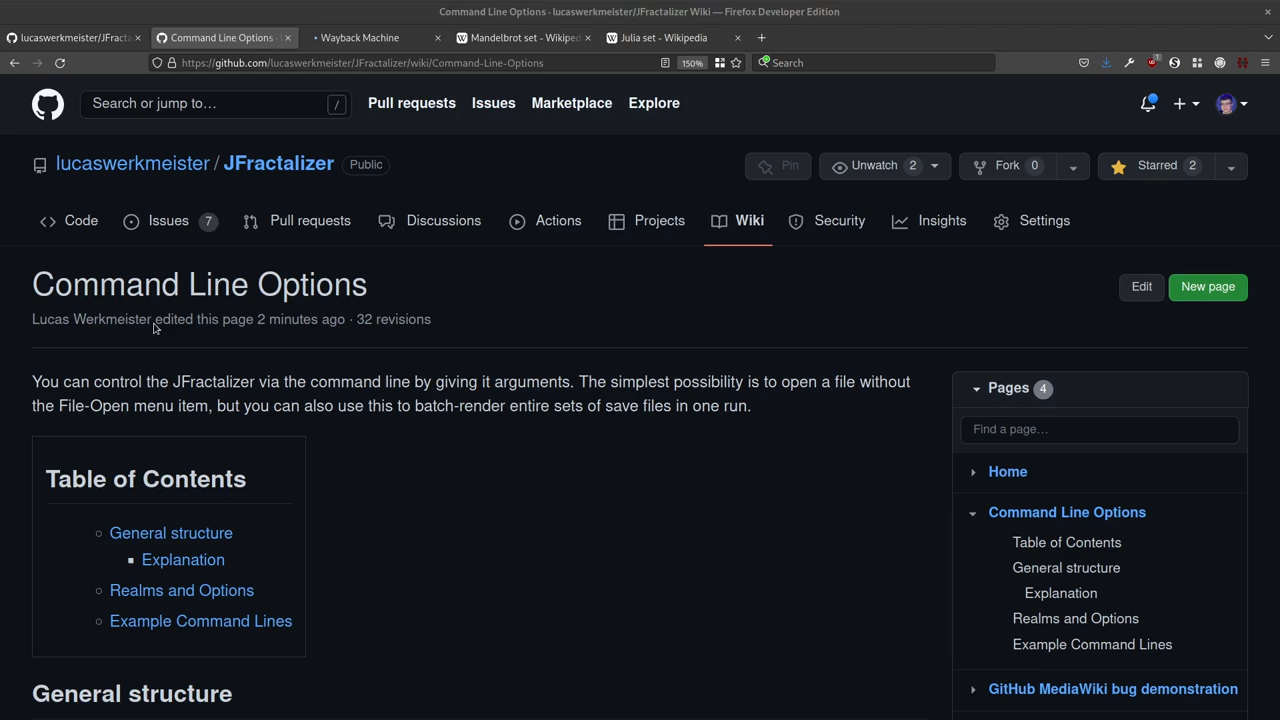 Command Line Options · lucaswerkmeister/JFractalizer Wiki — Firefox Developer Edition
lucaswerkmeister/JFracta
Command Line Options ·
Wayback Machine
Mandelbrot set - Wikiped
Julia set - Wikipedia
https://github.com/lucaswerkmeister/JFractalizer/wiki/Command-Line-Options
150%
Search
1
Search or jump to…
/
Pull requests
Issues
Marketplace
Explore
lucaswerkmeister / JFractalizer
Public
Pin
Unwatch 2
Fork 0
Starred 2
Code
Issues 7
Pull requests
Discussions
Actions
Projects
Wiki
Security
Insights
Settings
Command Line Options
Edit
New page
Lucas Werkmeister edited this page 2 minutes ago · 32 revisions
You can control the JFractalizer via the command line by giving it arguments. The simplest possibility is to open a file without
the File-Open menu item, but you can also use this to batch-render entire sets of save files in one run.
Table of Contents
General structure
Explanation
Realms and Options
Example Command Lines
General structure
Pages 4
Find a page…
Home
Command Line Options
Table of Contents
General structure
Explanation
Realms and Options
Example Command Lines
GitHub MediaWiki bug demonstration